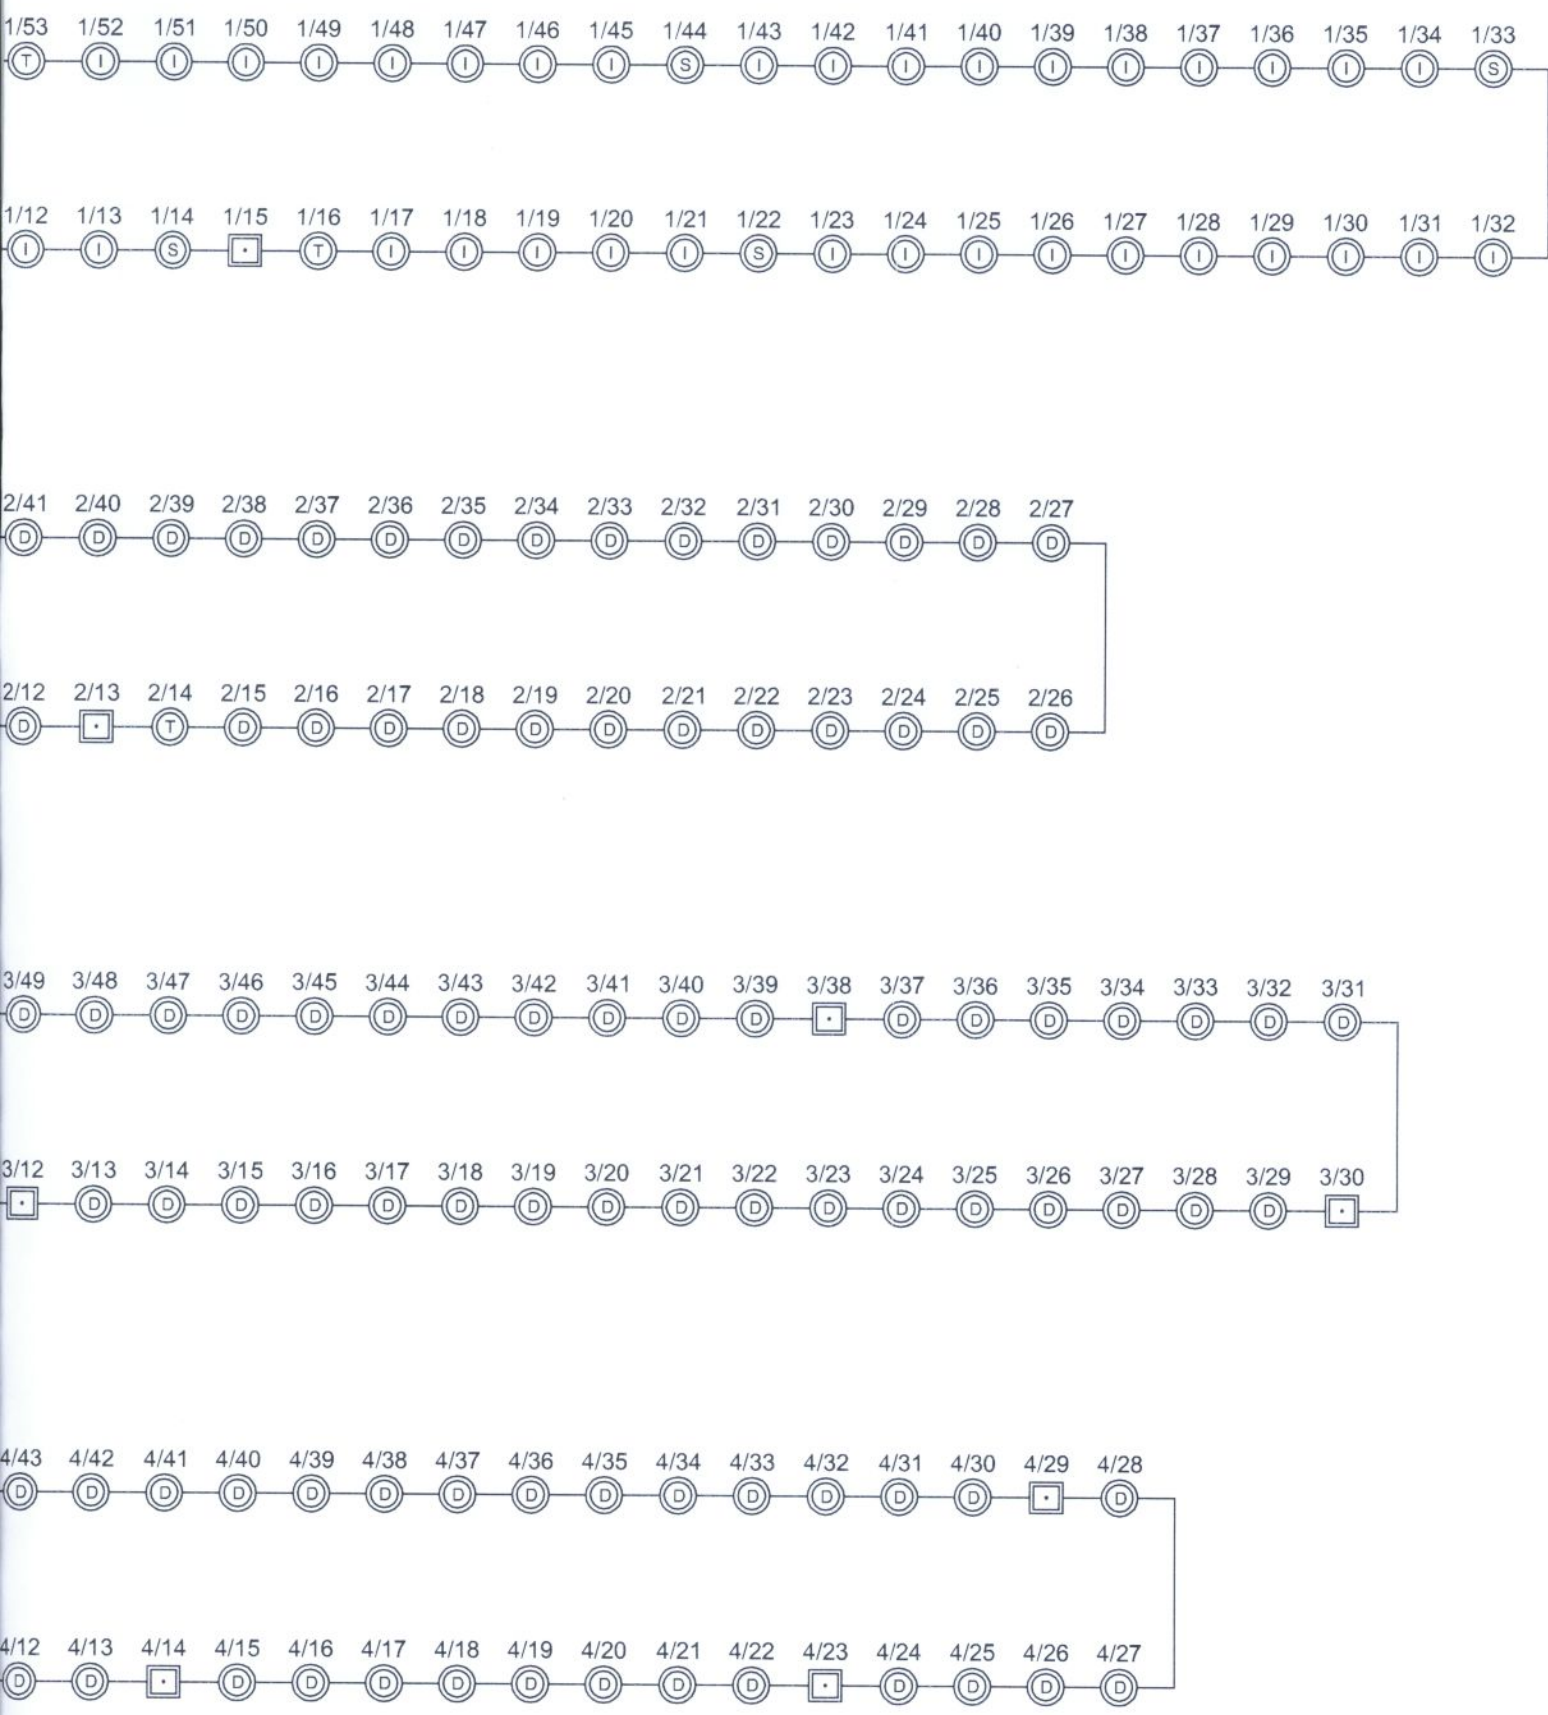 1/53 1/52 1/51 1/50 1/49 1/48 1/47 1/46 1/45 1/44 1/43 1/42 1/41 1/40 1/39 1/38 1/37 1/36 1/35 1/34 1/33
T I I I I I I I I S I I I I I I I I I I S
1/12 1/13 1/14 1/15 1/16 1/17 1/18 1/19 1/20 1/21 1/22 1/23 1/24 1/25 1/26 1/27 1/28 1/29 1/30 1/31 1/32
I I S T I I I I I S I I I I I I I I I I
2/41 2/40 2/39 2/38 2/37 2/36 2/35 2/34 2/33 2/32 2/31 2/30 2/29 2/28 2/27
D D D D D D D D D D D D D D D
2/12 2/13 2/14 2/15 2/16 2/17 2/18 2/19 2/20 2/21 2/22 2/23 2/24 2/25 2/26
D T D D D D D D D D D D D D
3/49 3/48 3/47 3/46 3/45 3/44 3/43 3/42 3/41 3/40 3/39 3/38 3/37 3/36 3/35 3/34 3/33 3/32 3/31
D D D D D D D D D D D D D D D D D D
3/12 3/13 3/14 3/15 3/16 3/17 3/18 3/19 3/20 3/21 3/22 3/23 3/24 3/25 3/26 3/27 3/28 3/29 3/30
D D D D D D D D D D D D D D D D D
4/43 4/42 4/41 4/40 4/39 4/38 4/37 4/36 4/35 4/34 4/33 4/32 4/31 4/30 4/29 4/28
D D D D D D D D D D D D D D D
4/12 4/13 4/14 4/15 4/16 4/17 4/18 4/19 4/20 4/21 4/22 4/23 4/24 4/25 4/26 4/27
D D D D D D D D D D D D D D